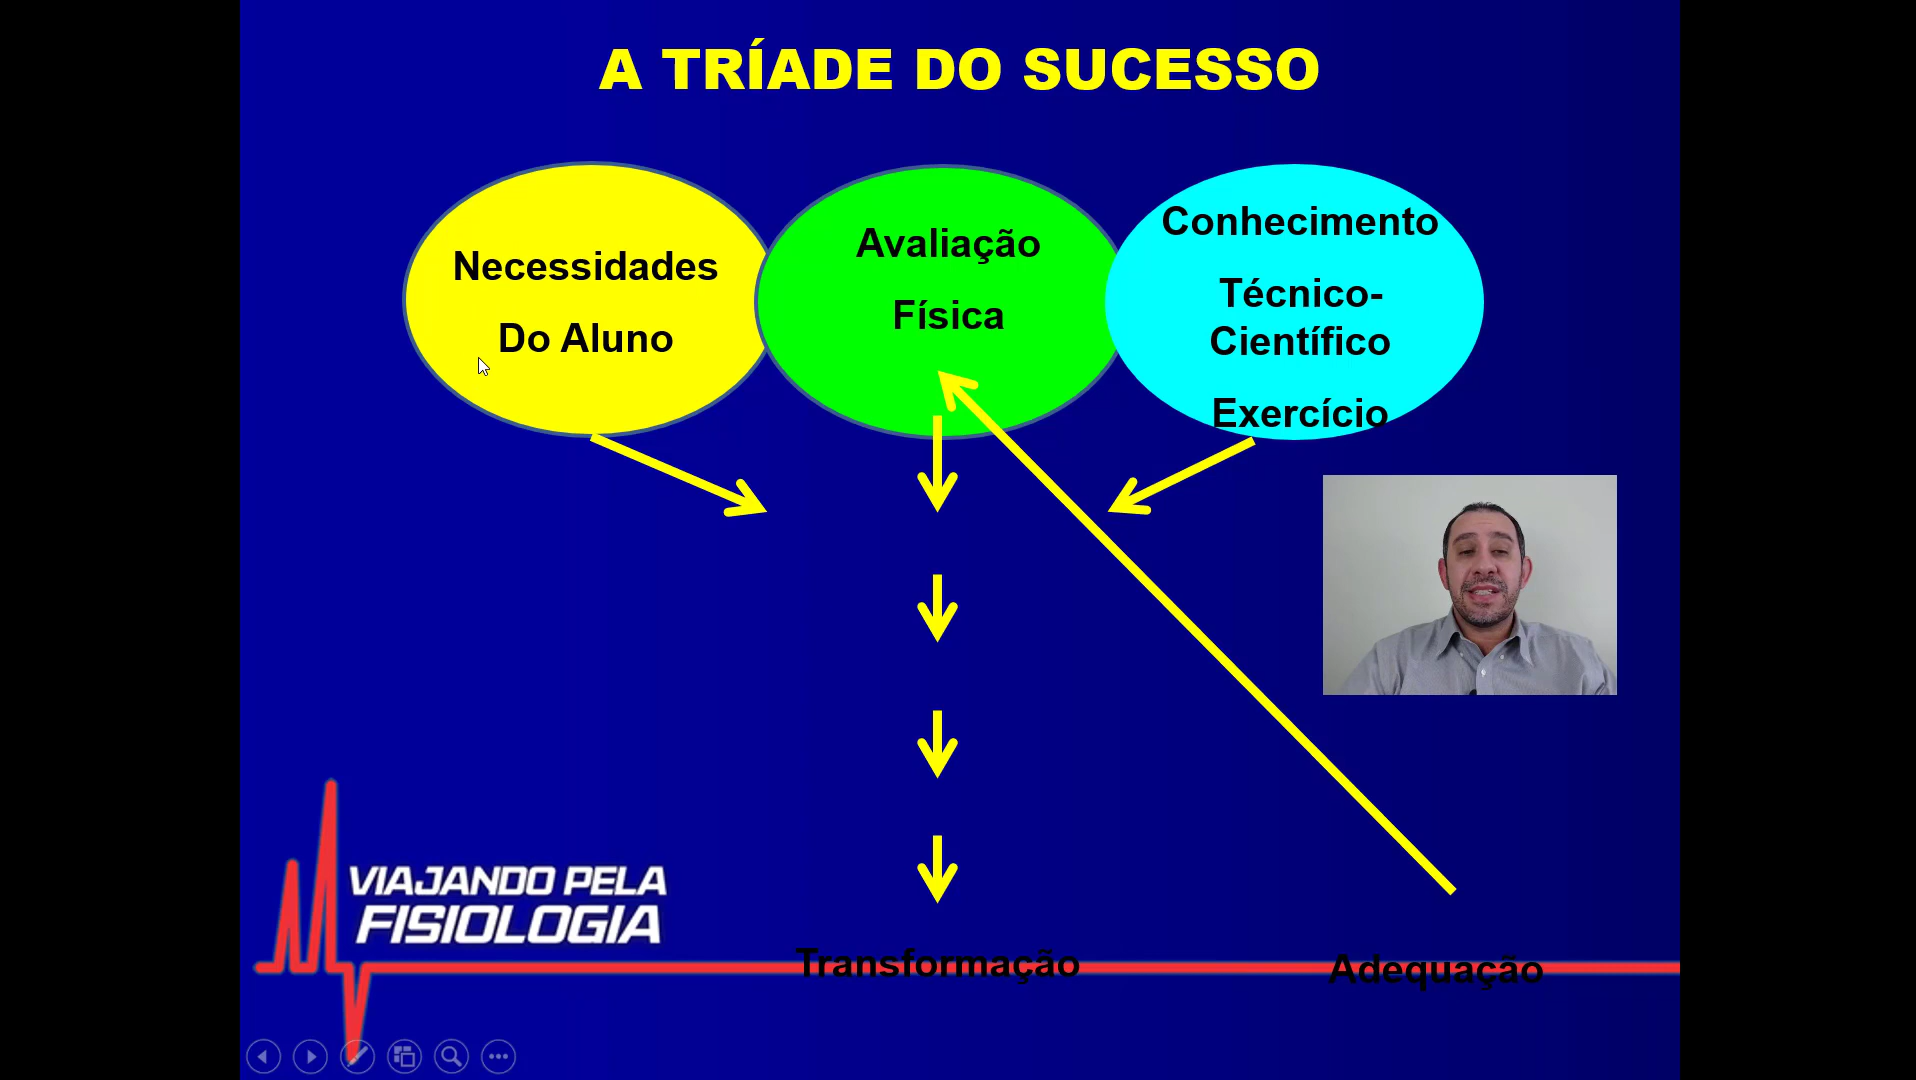 A TRÍADE DO SUCESSO
Necessidades
Do Aluno
Avaliação
Física
Conhecimento
Técnico-
Científico
Exercício
VIAJANDO PELA
FISIOLOGIA
Transformação
Adequação